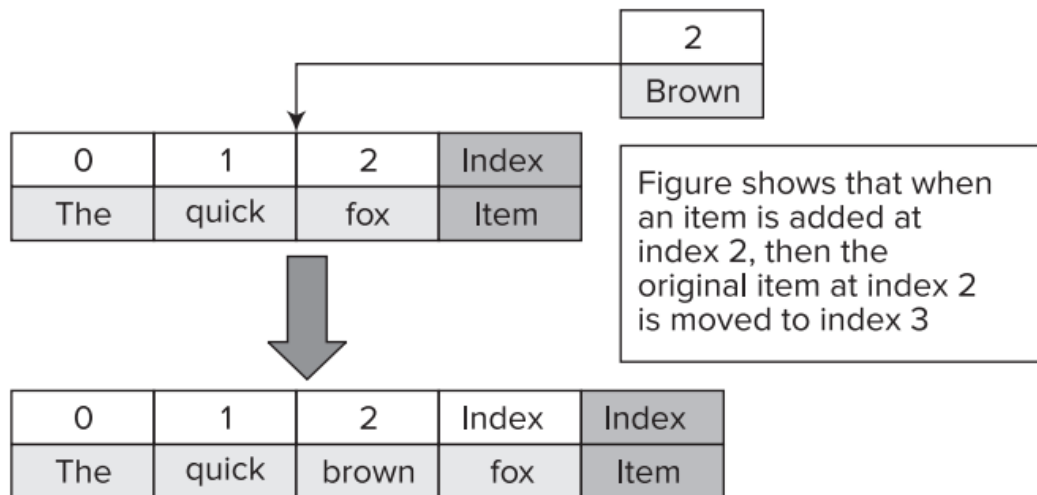 2
Brown
0 1 2 Index
The quick fox Item
Figure shows that when
an item is added at
index 2, then the
original item at index 2
is moved to index 3
0 1 2 Index Index
The quick brown fox Item